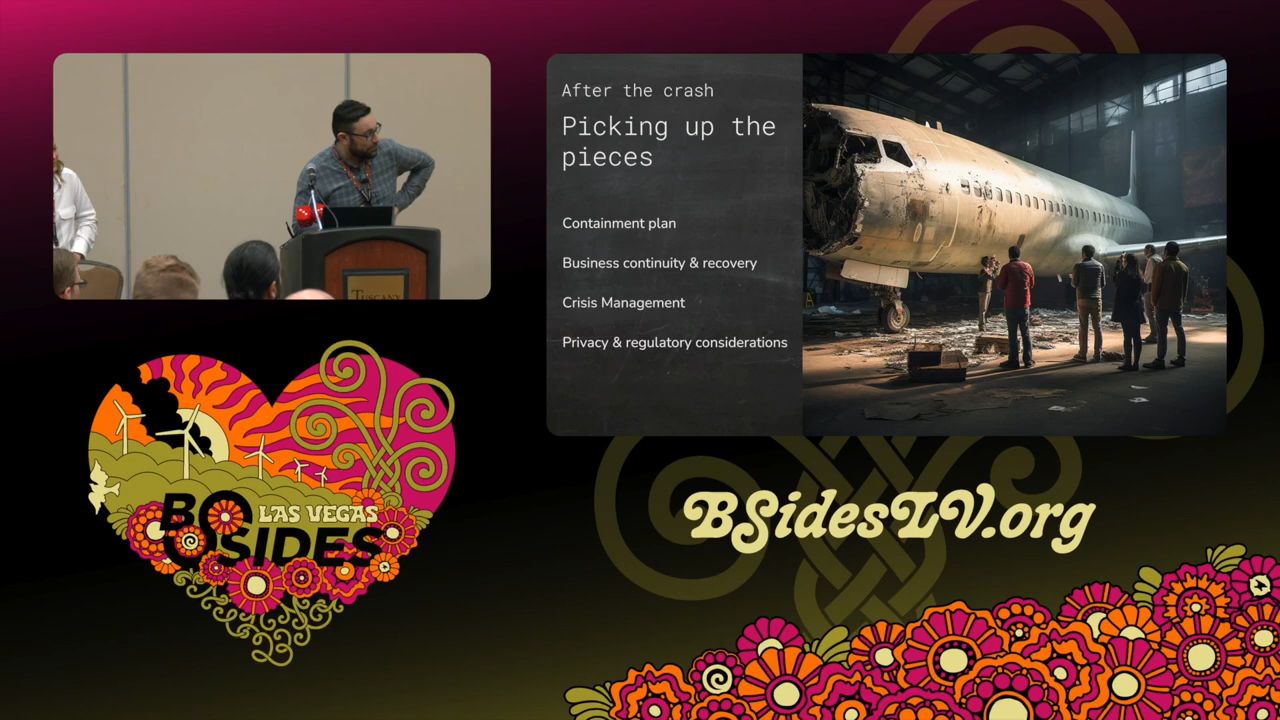 After the crash
Picking up the
pieces
Containment plan
Business continuity & recovery
Crisis Management
Privacy & regulatory considerations
TUSCANY
LAS VEGAS
BSIDES
BSidesLV.org